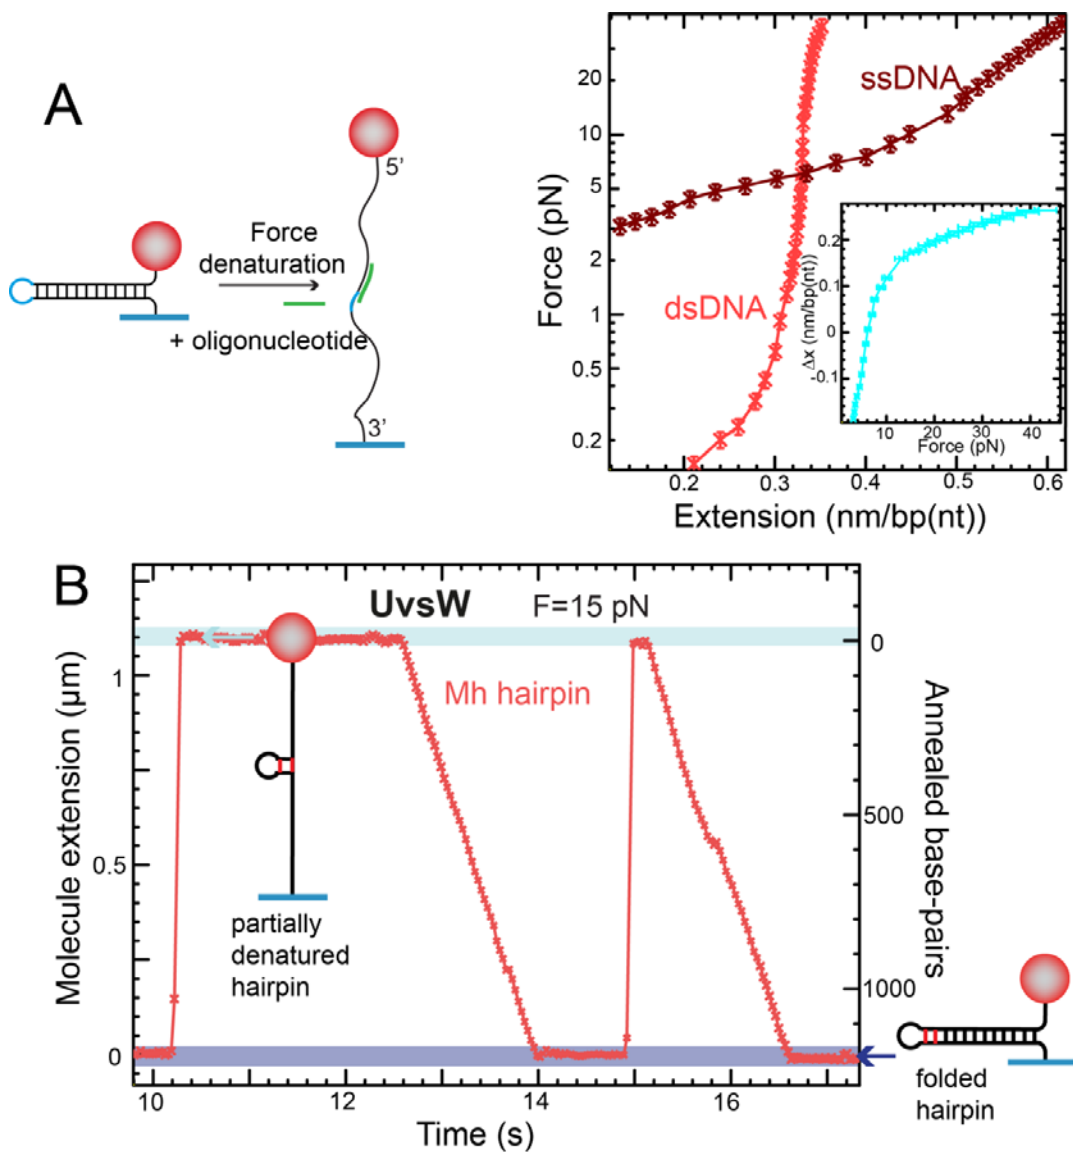 A
5’
Force
denaturation
+ oligonucleotide
3’
Force (pN)
20
10
5
2
1
0.5
0.2
ssDNA
dsDNA
Δx (nm/bp(nt))
0.2
0.1
0
-0.1
10
20
30
40
Force (pN)
0.2
0.3
0.4
0.5
0.6
Extension (nm/bp(nt))
B
UvsW
F=15 pN
Mh hairpin
Molecule extension (µm)
1
0.5
0
partially
denatured
hairpin
0
500
1000
Annealed base-pairs
10
12
14
16
Time (s)
folded
hairpin